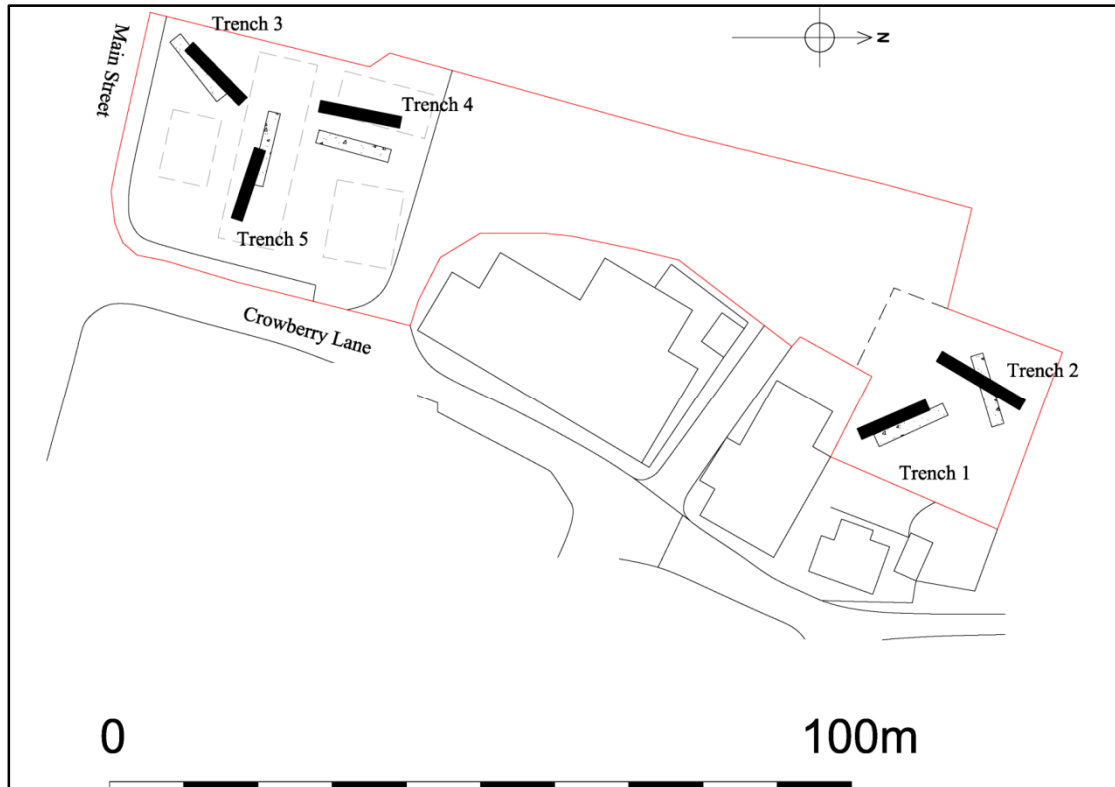 Trench 3
Main Street
N
Trench 4
Trench 5
Crowberry Lane
Trench 2
Trench 1
0
100m